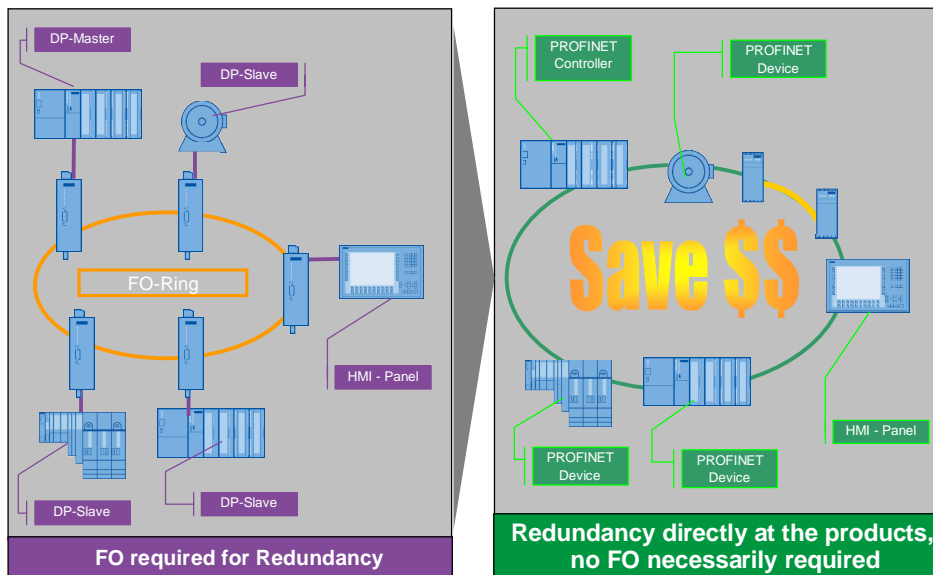 DP-Master
DP-Slave
FO-Ring
HMI - Panel
DP-Slave
DP-Slave
FO required for Redundancy
PROFINET
Controller
PROFINET
Device
Save $$
HMI - Panel
PROFINET
Device
PROFINET
Device
Redundancy directly at the products,
no FO necessarily required